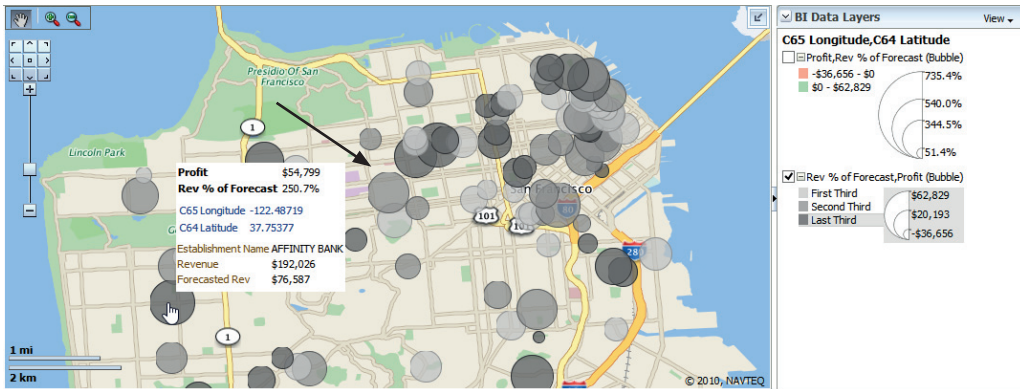 Presidio Of San
Francisco
1
Lincoln Park
Profit $54,799
Rev % of Forecast 250.7%
C65 Longitude -122.48719
C64 Latitude 37.75377
Establishment Name AFFINITY BANK
Revenue $192,026
Forecasted Rev $76,587
San Francisco
101
101
80
280
1
1 mi
2 km
© 2010, NAVTEQ
BI Data Layers View
C65 Longitude,C64 Latitude
Profit,Rev % of Forecast (Bubble)
-$36,656 - $0
$0 - $62,829
735.4%
540.0%
344.5%
51.4%
Rev % of Forecast,Profit (Bubble)
First Third
Second Third
Last Third
$62,829
$20,193
-$36,656